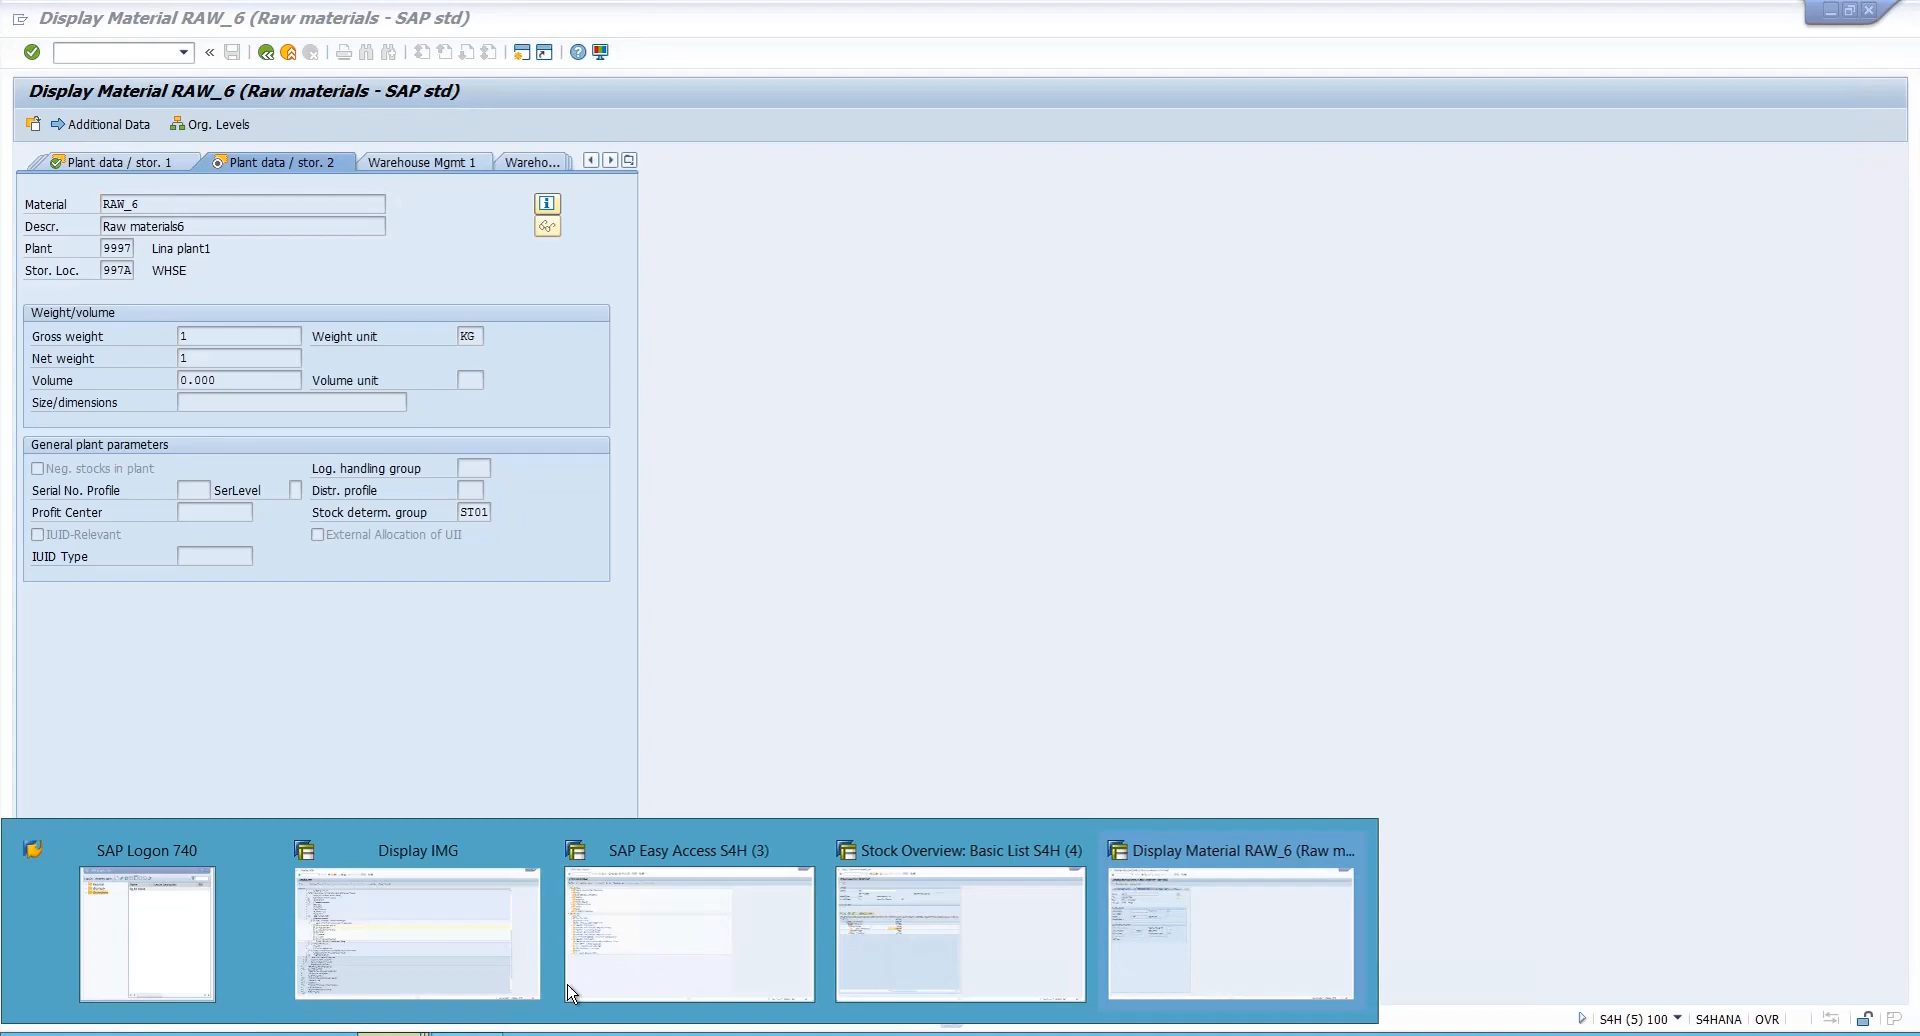 Display Material RAW_6 (Raw materials - SAP std)
Display Material RAW_6 (Raw materials - SAP std)
Additional Data Org. Levels
Plant data / stor. 1 Plant data / stor. 2 Warehouse Mgmt 1 Wareho...
Material RAW_6
Descr. Raw materials6
Plant 9997 Lina plant1
Stor. Loc. 997A WHSE
Weight/volume
Gross weight 1 Weight unit KG
Net weight 1
Volume 0.000 Volume unit
Size/dimensions
General plant parameters
Neg. stocks in plant Log. handling group
Serial No. Profile SerLevel Distr. profile
Profit Center Stock determ. group ST01
IUID-Relevant External Allocation of UII
IUID Type
SAP Logon 740 Display IMG SAP Easy Access S4H (3) Stock Overview: Basic List S4H (4) Display Material RAW_6 (Raw m...
S4H (5) 100 S4HANA OVR